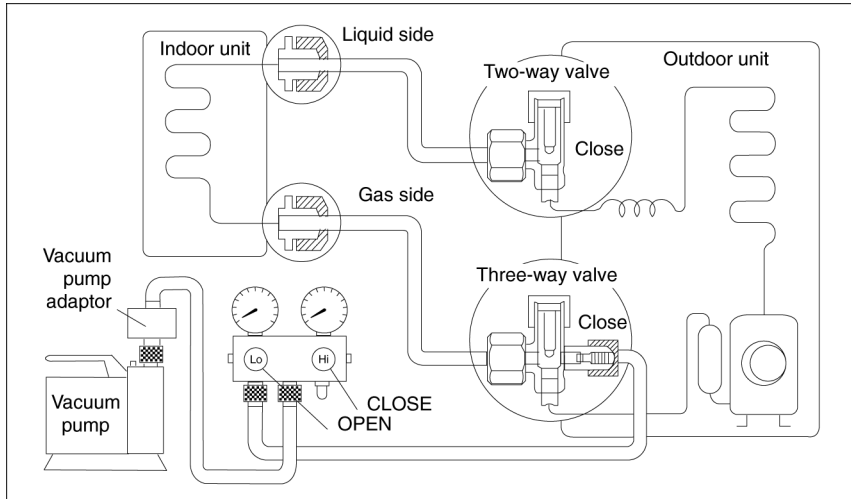 Liquid side
Indoor unit
Two-way valve
Outdoor unit
Close
Gas side
Vacuum
pump
adaptor
Three-way valve
Close
Lo
Hi
CLOSE
OPEN
Vacuum
pump